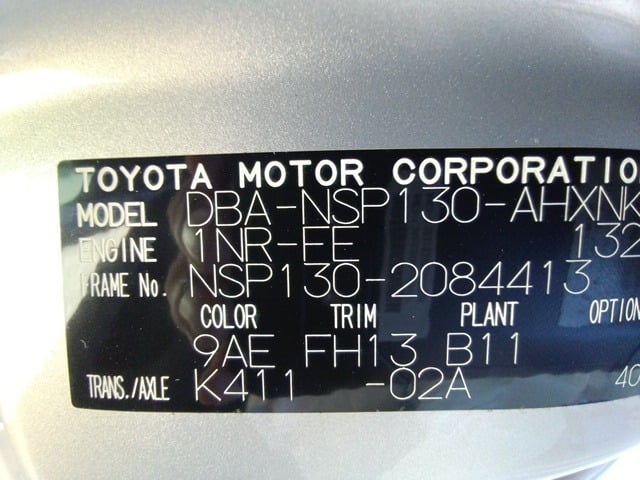 TOYOTA MOTOR CORPORATIO
MODEL DBA-NSP130-AHXNK
ENGINE 1NR-FE 132
FRAME No. NSP130-2084413
COLOR TRIM PLANT OPTION
9AE FH13 B11
TRANS./AXLE K411 -02A 40